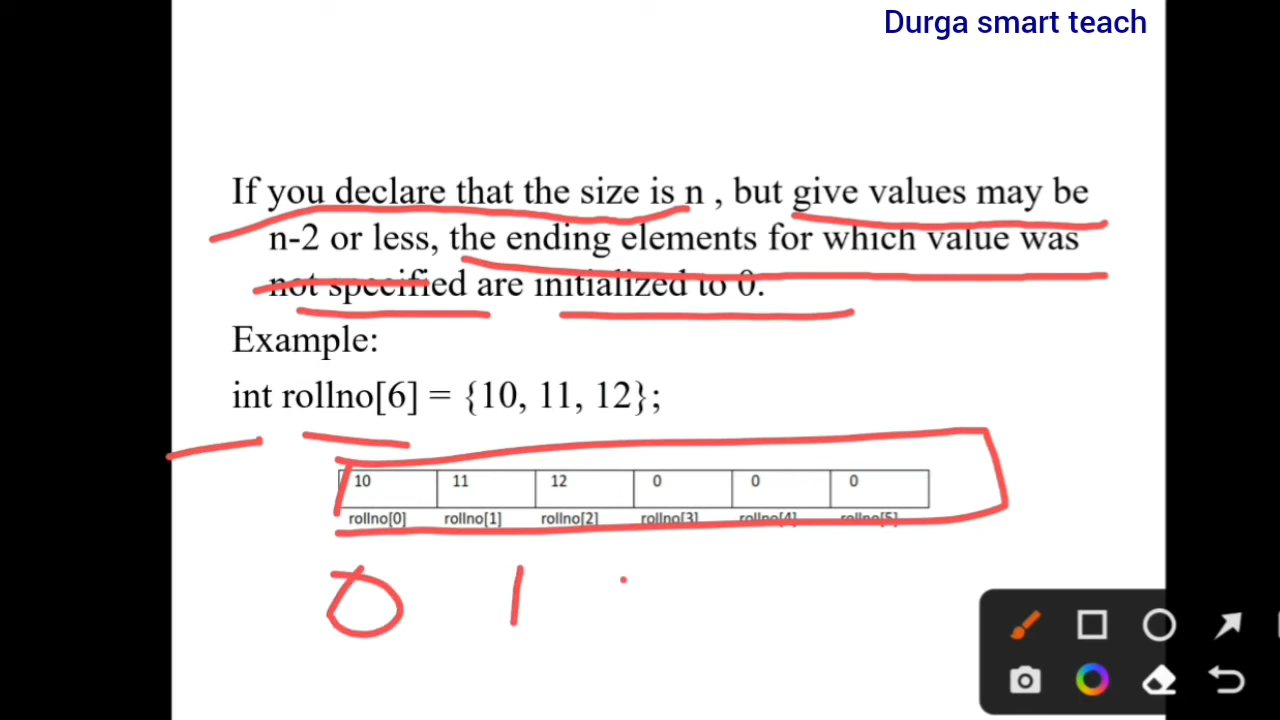 Durga smart teach
If you declare that the size is n , but give values may be
n-2 or less, the ending elements for which value was
not specified are initialized to 0.
Example:
int rollno[6] = {10, 11, 12};
10 11 12 0 0 0
rollno[0] rollno[1] rollno[2] rollno[3] rollno[4] rollno[5]
0 1